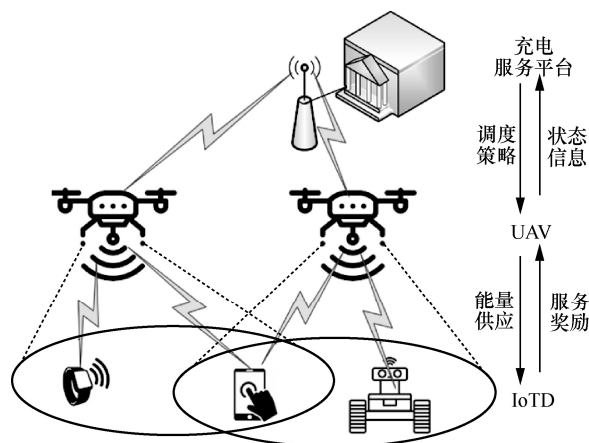 充电
服务平台
调度
策略
状态
信息
UAV
能量
供应
服务
奖励
IoTD